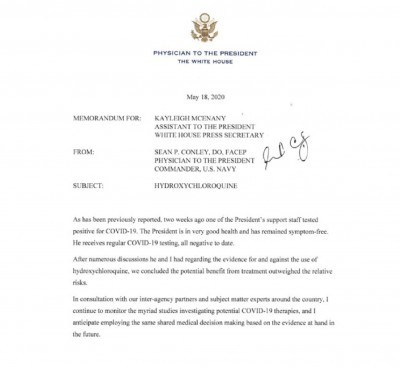 PHYSICIAN TO THE PRESIDENT
THE WHITE HOUSE
May 18, 2020
MEMORANDUM FOR: KAYLEIGH MCENANY
ASSISTANT TO THE PRESIDENT
WHITE HOUSE PRESS SECRETARY
FROM: SEAN P. CONLEY, DO, FACEP
PHYSICIAN TO THE PRESIDENT
COMMANDER, U.S. NAVY
SUBJECT: HYDROXYCHLOROQUINE
As has been previously reported, two weeks ago one of the President's support staff tested
positive for COVID-19. The President is in very good health and has remained symptom-free.
He receives regular COVID-19 testing, all negative to date.
After numerous discussions he and I had regarding the evidence for and against the use of
hydroxychloroquine, we concluded the potential benefit from treatment outweighed the relative
risks.
In consultation with our inter-agency partners and subject matter experts around the country, I
continue to monitor the myriad studies investigating potential COVID-19 therapies, and I
anticipate employing the same shared medical decision making based on the evidence at hand in
the future.